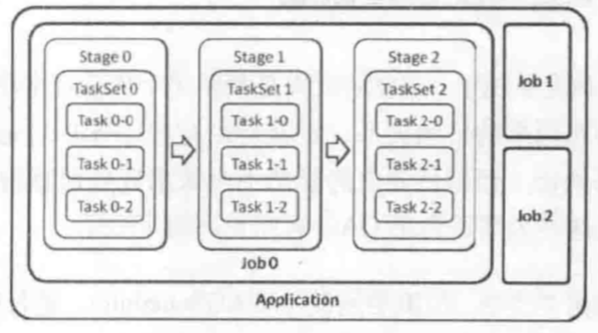 Stage 0
TaskSet 0
Task 0-0
Task 0-1
Task 0-2
Stage 1
TaskSet 1
Task 1-0
Task 1-1
Task 1-2
Stage 2
TaskSet 2
Task 2-0
Task 2-1
Task 2-2
Job 0
Job 1
Job 2
Application